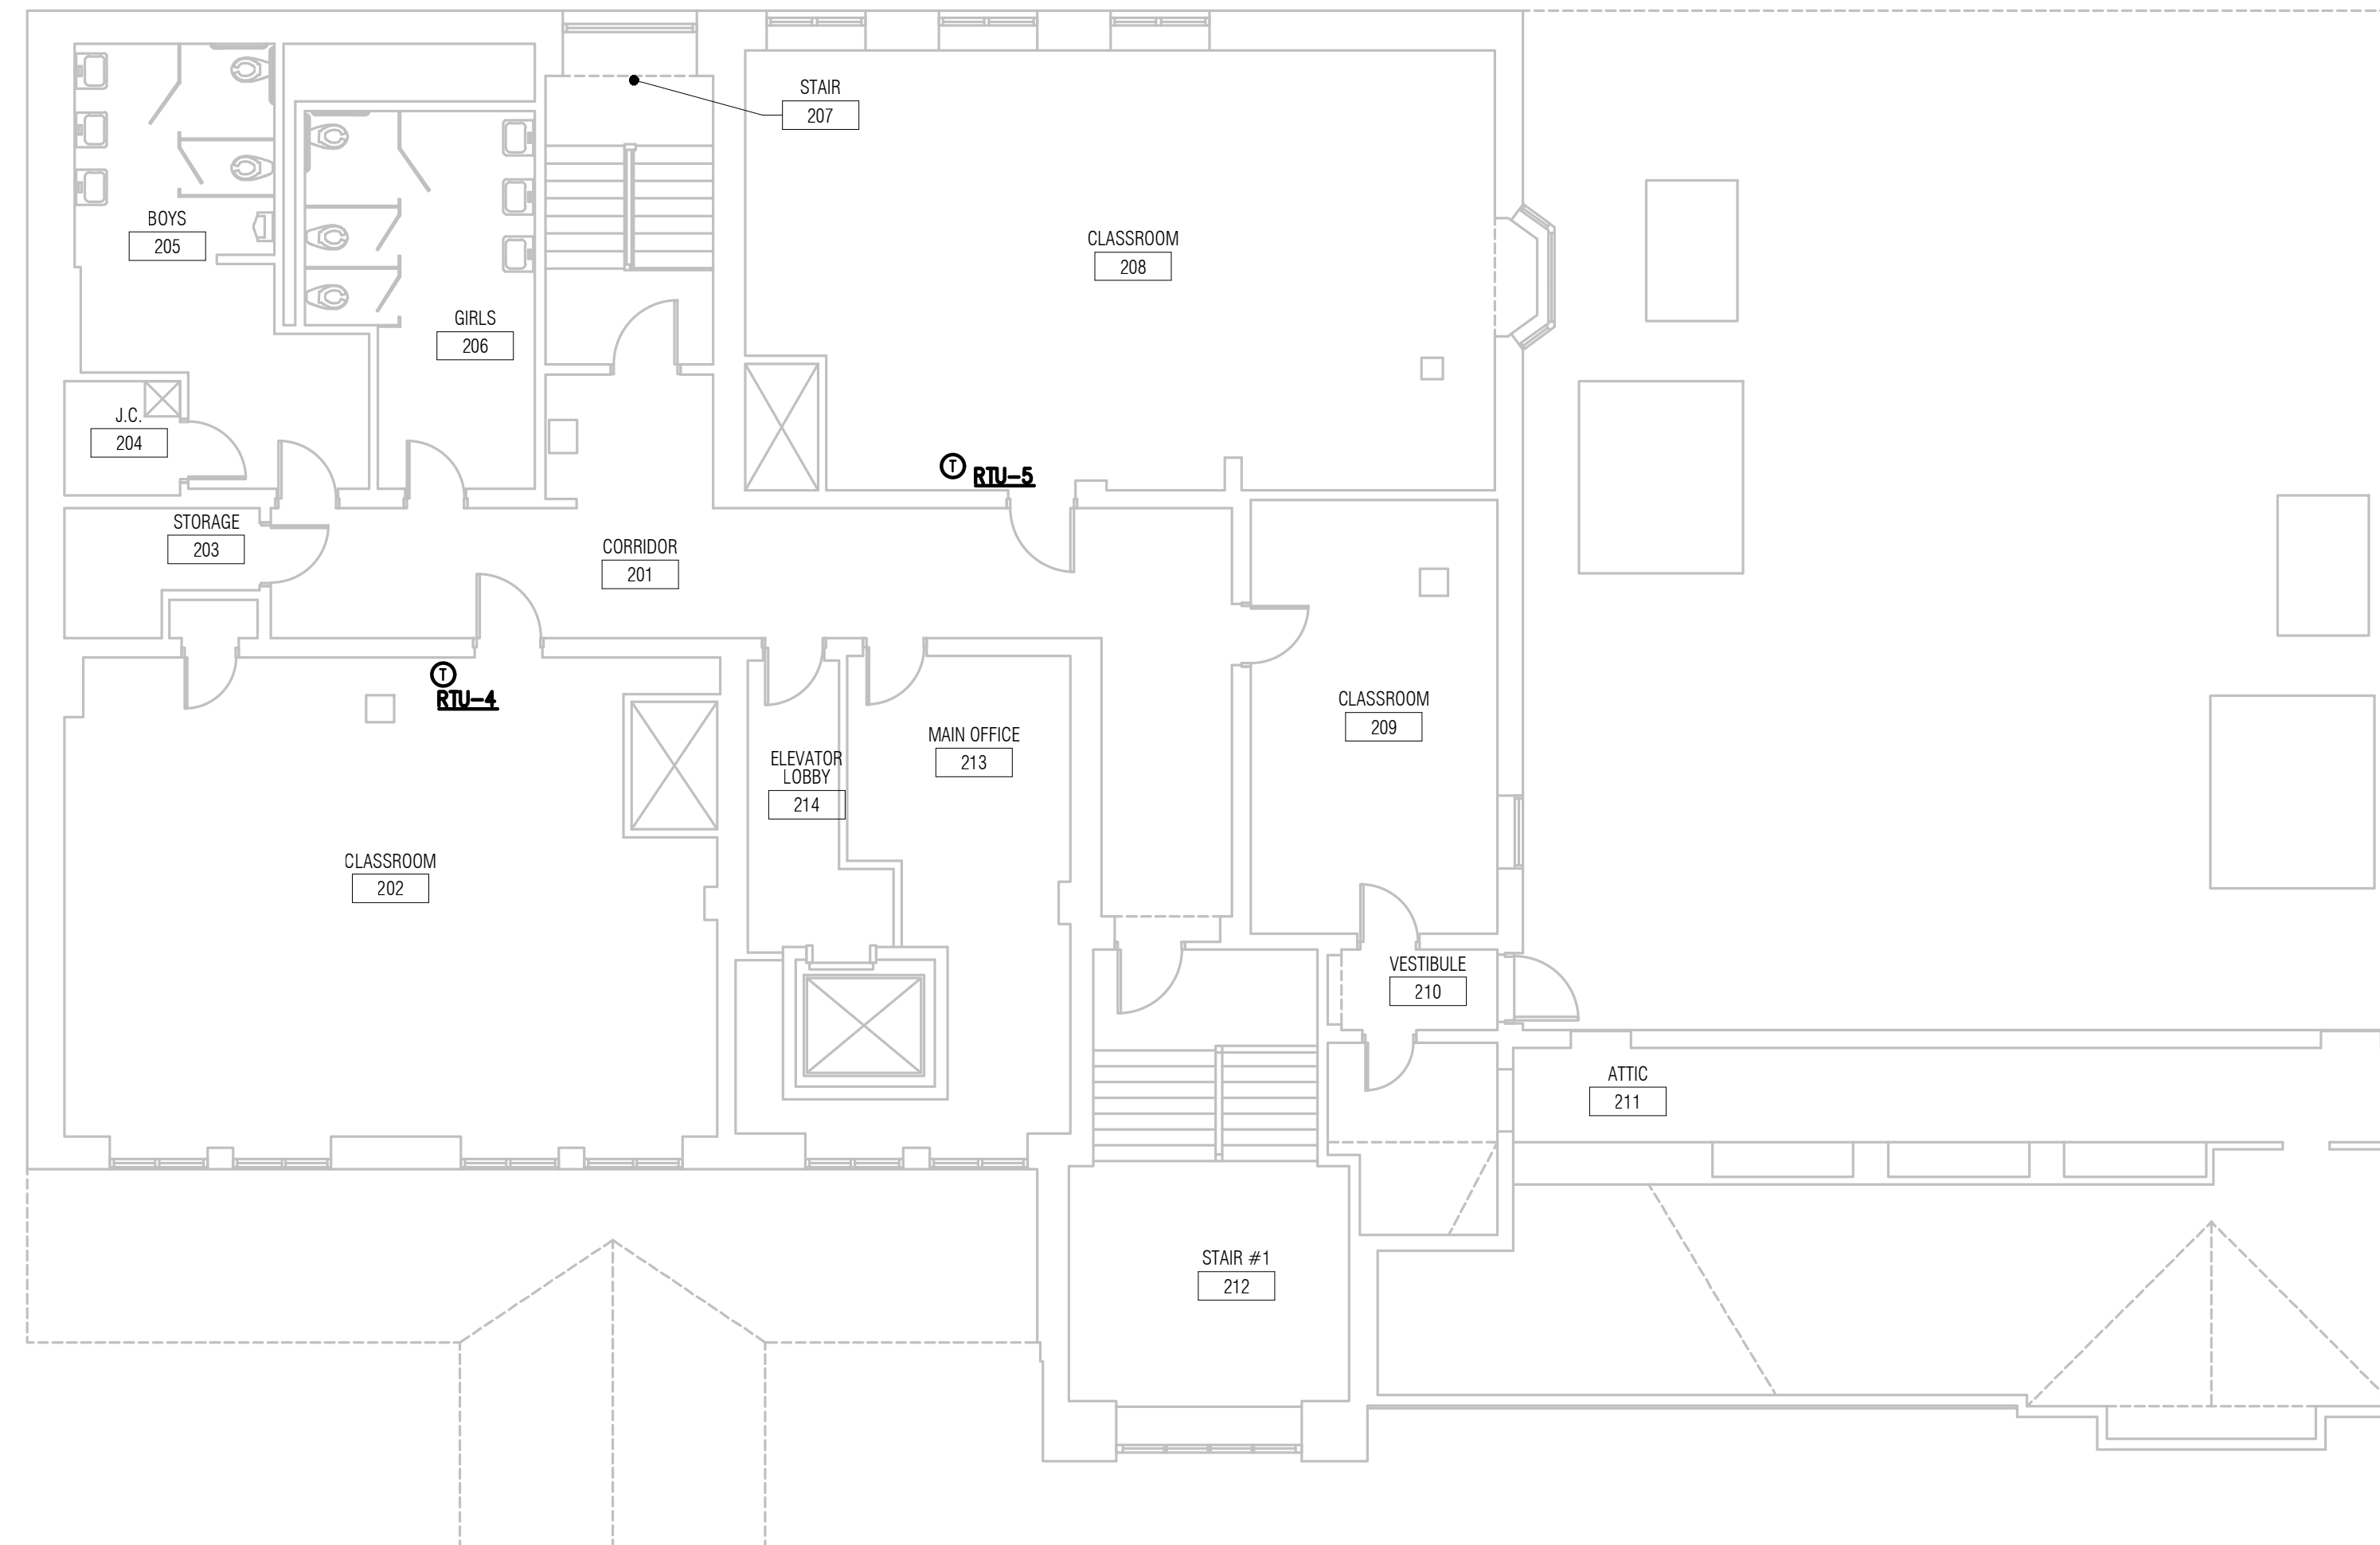 STAIR
207
BOYS
205
CLASSROOM
208
GIRLS
206
J.C.
204
T
RTU-5
STORAGE
203
CORRIDOR
201
T
RTU-4
CLASSROOM
209
MAIN OFFICE
213
ELEVATOR
LOBBY
214
CLASSROOM
202
VESTIBULE
210
ATTIC
211
STAIR #1
212